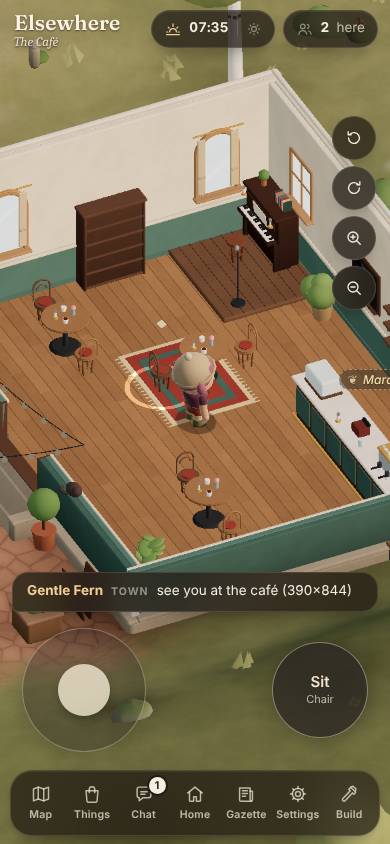 Elsewhere
The Café
07:35
2 here
Marc
Gentle Fern TOWN see you at the café (390×844)
Sit
Chair
1
Map Things Chat Home Gazette Settings Build